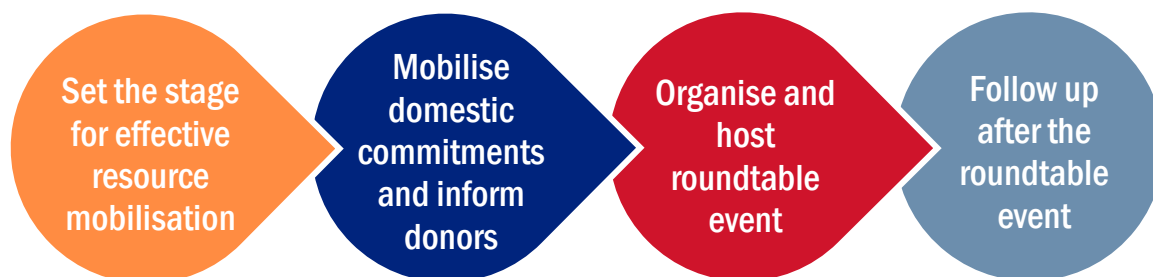 Set the stage
for effective
resource
mobilisation
Mobilise
domestic
commitments
and inform
donors
Organise and
host
roundtable
event
Follow up
after the
roundtable
event